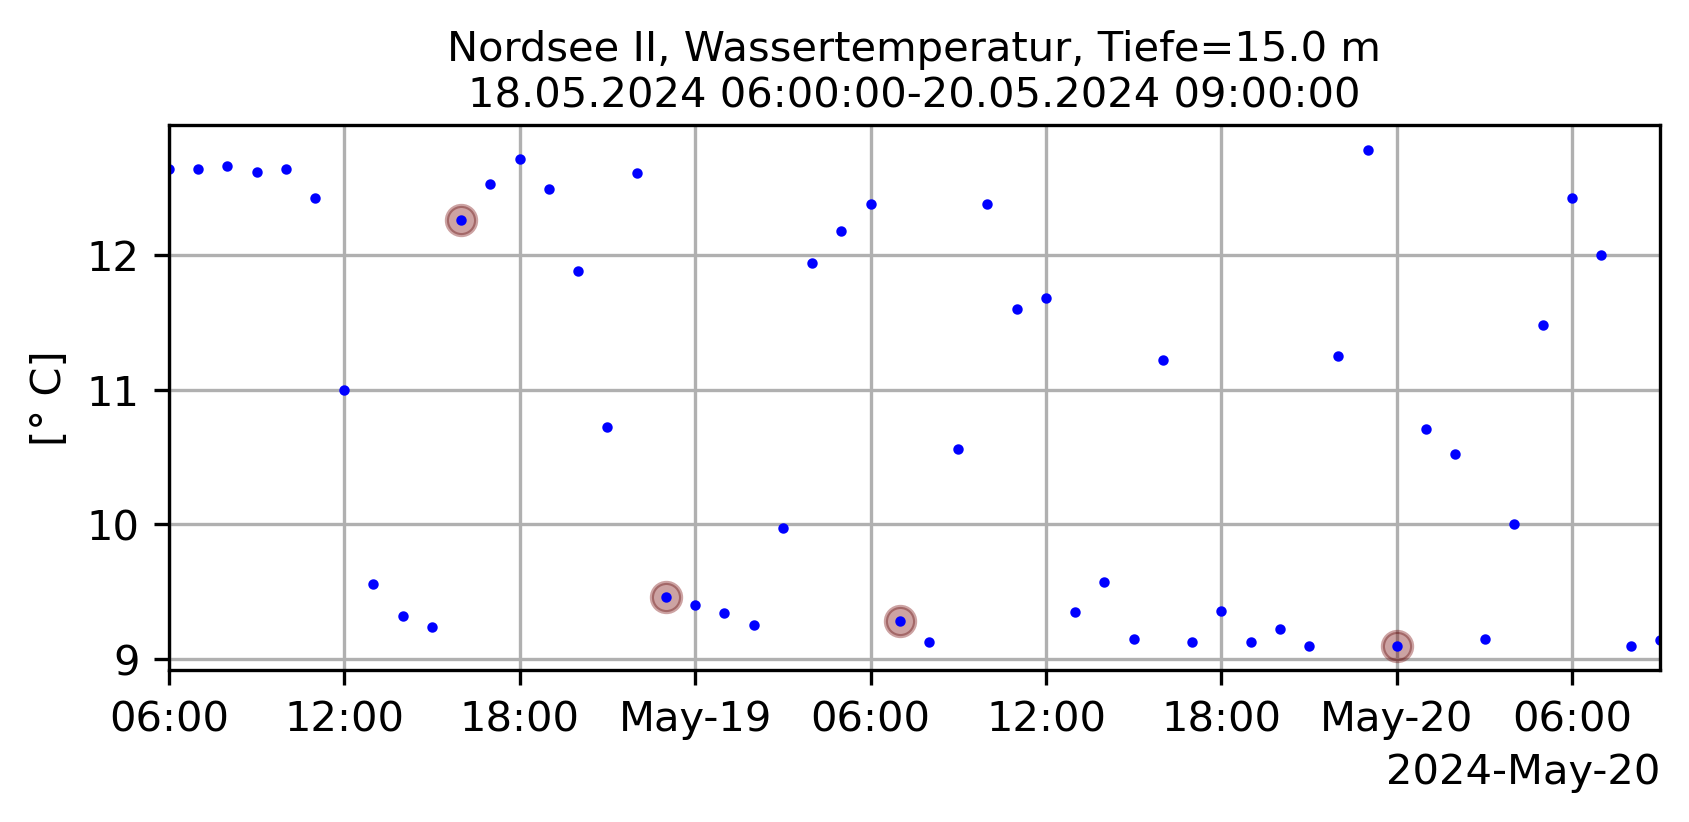 Nordsee II, Wassertemperatur, Tiefe=15.0 m
18.05.2024 06:00:00-20.05.2024 09:00:00
[° C]
12
11
10
9
06:00 12:00 18:00 May-19 06:00 12:00 18:00 May-20 06:00
2024-May-20